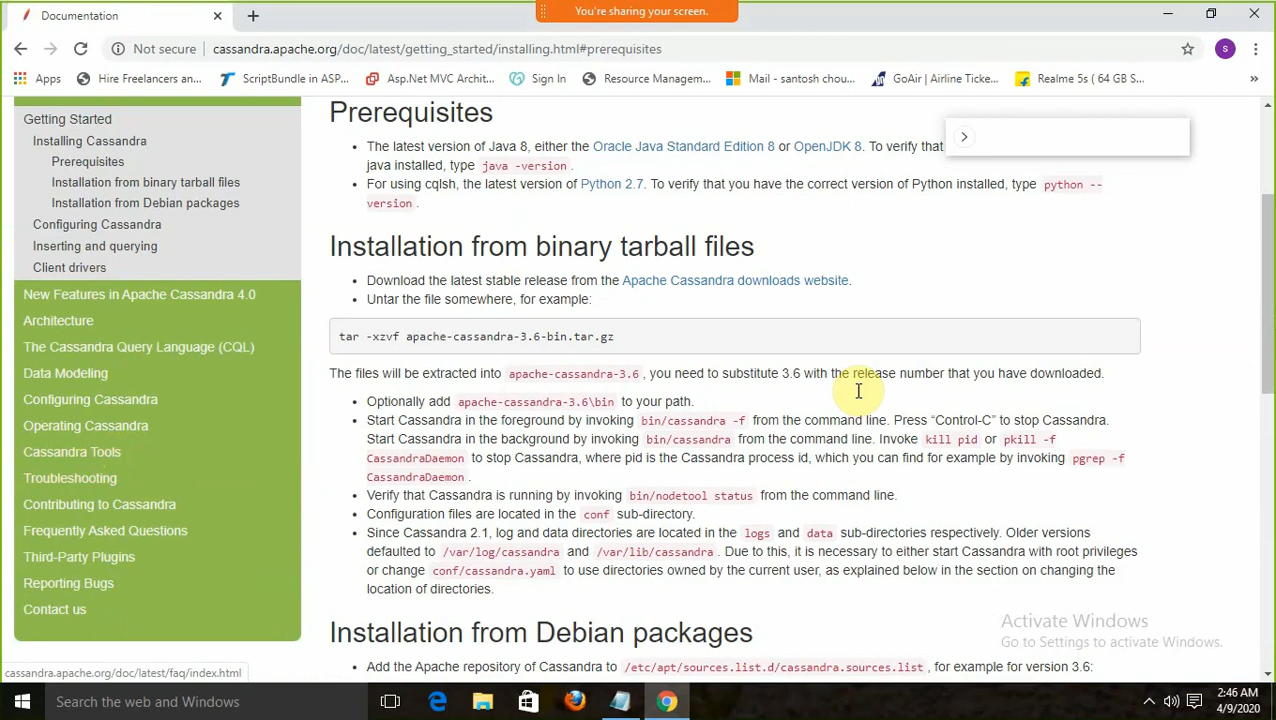 Documentation
You're sharing your screen.
Not secure
cassandra.apache.org/doc/latest/getting_started/installing.html#prerequisites
S
Apps
Hire Freelancers an...
ScriptBundle in ASP...
Asp.Net MVC Archit...
Sign In
Resource Managem...
Mail - santosh chou...
GoAir | Airline Ticke...
Realme 5s ( 64 GB S...
Getting Started
Installing Cassandra
Prerequisites
Installation from binary tarball files
Installation from Debian packages
Configuring Cassandra
Inserting and querying
Client drivers
New Features in Apache Cassandra 4.0
Architecture
The Cassandra Query Language (CQL)
Data Modeling
Configuring Cassandra
Operating Cassandra
Cassandra Tools
Troubleshooting
Contributing to Cassandra
Frequently Asked Questions
Third-Party Plugins
Reporting Bugs
Contact us
Prerequisites
The latest version of Java 8, either the Oracle Java Standard Edition 8 or OpenJDK 8. To verify that
java installed, type java -version .
For using cqlsh, the latest version of Python 2.7. To verify that you have the correct version of Python installed, type python --
version .
Installation from binary tarball files
Download the latest stable release from the Apache Cassandra downloads website.
Untar the file somewhere, for example:
tar -xzvf apache-cassandra-3.6-bin.tar.gz
The files will be extracted into apache-cassandra-3.6 , you need to substitute 3.6 with the release number that you have downloaded.
Optionally add apache-cassandra-3.6\bin to your path.
Start Cassandra in the foreground by invoking bin/cassandra -f from the command line. Press “Control-C” to stop Cassandra.
Start Cassandra in the background by invoking bin/cassandra from the command line. Invoke kill pid or pkill -f
CassandraDaemon to stop Cassandra, where pid is the Cassandra process id, which you can find for example by invoking pgrep -f
CassandraDaemon .
Verify that Cassandra is running by invoking bin/nodetool status from the command line.
Configuration files are located in the conf sub-directory.
Since Cassandra 2.1, log and data directories are located in the logs and data sub-directories respectively. Older versions
defaulted to /var/log/cassandra and /var/lib/cassandra . Due to this, it is necessary to either start Cassandra with root privileges
or change conf/cassandra.yaml to use directories owned by the current user, as explained below in the section on changing the
location of directories.
Installation from Debian packages
Add the Apache repository of Cassandra to /etc/apt/sources.list.d/cassandra.sources.list , for example for version 3.6:
Activate Windows
Go to Settings to activate Windows.
cassandra.apache.org/doc/latest/faq/index.html
Search the web and Windows
2:46 AM
4/9/2020